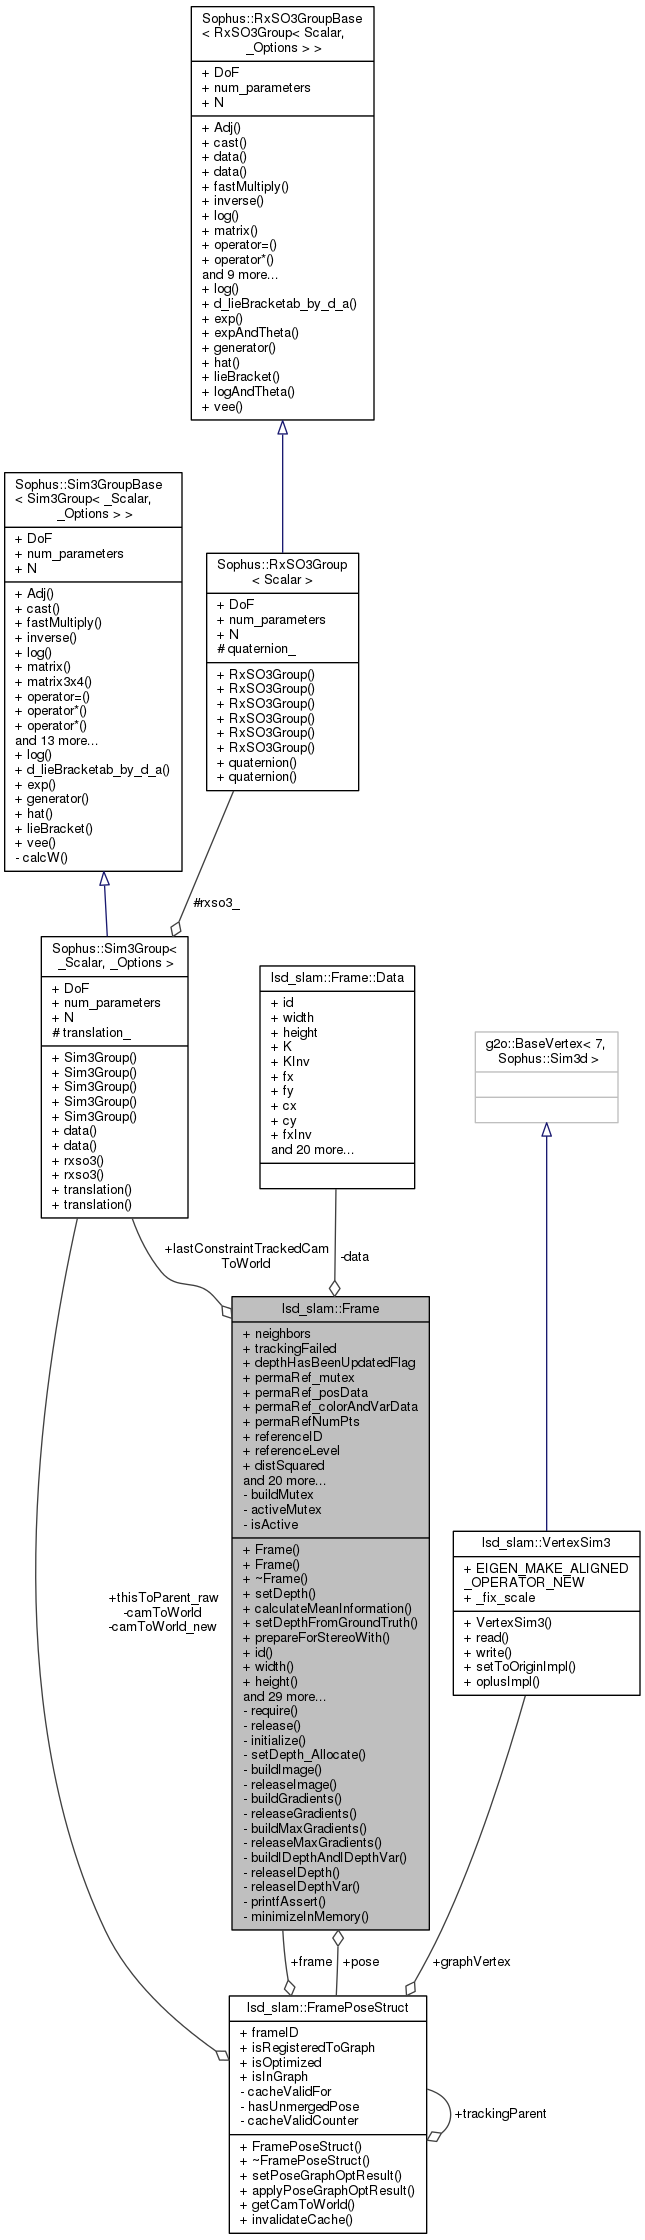 Sophus::RxSO3GroupBase
< RxSO3Group< Scalar,
_Options > >
+ DoF
+ num_parameters
+ N
+ Adj()
+ cast()
+ data()
+ data()
+ fastMultiply()
+ inverse()
+ log()
+ matrix()
+ operator=()
+ operator*()
and 9 more...
+ log()
+ d_lieBracketab_by_d_a()
+ exp()
+ expAndTheta()
+ generator()
+ hat()
+ lieBracket()
+ logAndTheta()
+ vee()
Sophus::Sim3GroupBase
< Sim3Group< _Scalar,
_Options > >
+ DoF
+ num_parameters
+ N
+ Adj()
+ cast()
+ fastMultiply()
+ inverse()
+ log()
+ matrix()
+ matrix3x4()
+ operator=()
+ operator*()
+ operator*()
and 13 more...
+ log()
+ d_lieBracketab_by_d_a()
+ exp()
+ generator()
+ hat()
+ lieBracket()
+ vee()
- calcW()
Sophus::RxSO3Group
< Scalar >
+ DoF
+ num_parameters
+ N
# quaternion_
+ RxSO3Group()
+ RxSO3Group()
+ RxSO3Group()
+ RxSO3Group()
+ RxSO3Group()
+ RxSO3Group()
+ quaternion()
+ quaternion()
#rxso3_
Sophus::Sim3Group<
_Scalar, _Options >
+ DoF
+ num_parameters
+ N
# translation_
+ Sim3Group()
+ Sim3Group()
+ Sim3Group()
+ Sim3Group()
+ Sim3Group()
+ data()
+ data()
+ rxso3()
+ rxso3()
+ translation()
+ translation()
lsd_slam::Frame::Data
+ id
+ width
+ height
+ K
+ KInv
+ fx
+ fy
+ cx
+ cy
+ fxInv
and 20 more...
g2o::BaseVertex< 7,
Sophus::Sim3d >
+lastConstraintTrackedCam
ToWorld
-data
lsd_slam::Frame
+ neighbors
+ trackingFailed
+ depthHasBeenUpdatedFlag
+ permaRef_mutex
+ permaRef_posData
+ permaRef_colorAndVarData
+ permaRefNumPts
+ referenceID
+ referenceLevel
+ distSquared
and 20 more...
- buildMutex
- activeMutex
- isActive
+ Frame()
+ Frame()
+ ~Frame()
+ setDepth()
+ calculateMeanInformation()
+ setDepthFromGroundTruth()
+ prepareForStereoWith()
+ id()
+ width()
+ height()
and 29 more...
- require()
- release()
- initialize()
- setDepth_Allocate()
- buildImage()
- releaseImage()
- buildGradients()
- releaseGradients()
- buildMaxGradients()
- releaseMaxGradients()
- buildIDepthAndIDepthVar()
- releaseIDepth()
- releaseIDepthVar()
- printfAssert()
- minimizeInMemory()
lsd_slam::VertexSim3
+ EIGEN_MAKE_ALIGNED
_OPERATOR_NEW
+ _fix_scale
+ VertexSim3()
+ read()
+ write()
+ setToOriginImpl()
+ oplusImpl()
+thisToParent_raw
-camToWorld
-camToWorld_new
+frame
+pose
+graphVertex
lsd_slam::FramePoseStruct
+ frameID
+ isRegisteredToGraph
+ isOptimized
+ isInGraph
- cacheValidFor
- hasUnmergedPose
- cacheValidCounter
+ FramePoseStruct()
+ ~FramePoseStruct()
+ setPoseGraphOptResult()
+ applyPoseGraphOptResult()
+ getCamToWorld()
+ invalidateCache()
+trackingParent